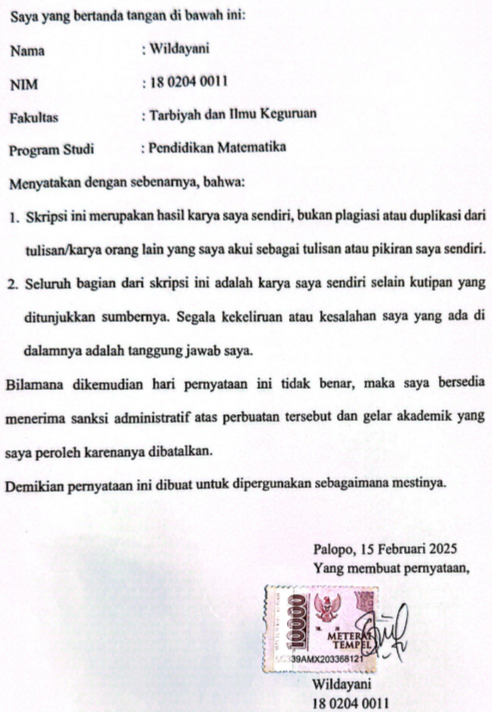 Saya yang bertanda tangan di bawah ini:
Nama : Wildayani
NIM : 18 0204 0011
Fakultas : Tarbiyah dan Ilmu Keguruan
Program Studi : Pendidikan Matematika
Menyatakan dengan sebenarnya, bahwa:
1. Skripsi ini merupakan hasil karya saya sendiri, bukan plagiasi atau duplikasi dari
tulisan/karya orang lain yang saya akui sebagai tulisan atau pikiran saya sendiri.
2. Seluruh bagian dari skripsi ini adalah karya saya sendiri selain kutipan yang
ditunjukkan sumbernya. Segala kekeliruan atau kesalahan saya yang ada di
dalamnya adalah tanggung jawab saya.
Bilamana dikemudian hari pernyataan ini tidak benar, maka saya bersedia
menerima sanksi administratif atas perbuatan tersebut dan gelar akademik yang
saya peroleh karenanya dibatalkan.
Demikian pernyataan ini dibuat untuk dipergunakan sebagaimana mestinya.
Palopo, 15 Februari 2025
Yang membuat pernyataan,
10000
METERAI
TEMPEL
339AMX203368121
Wildayani
18 0204 0011